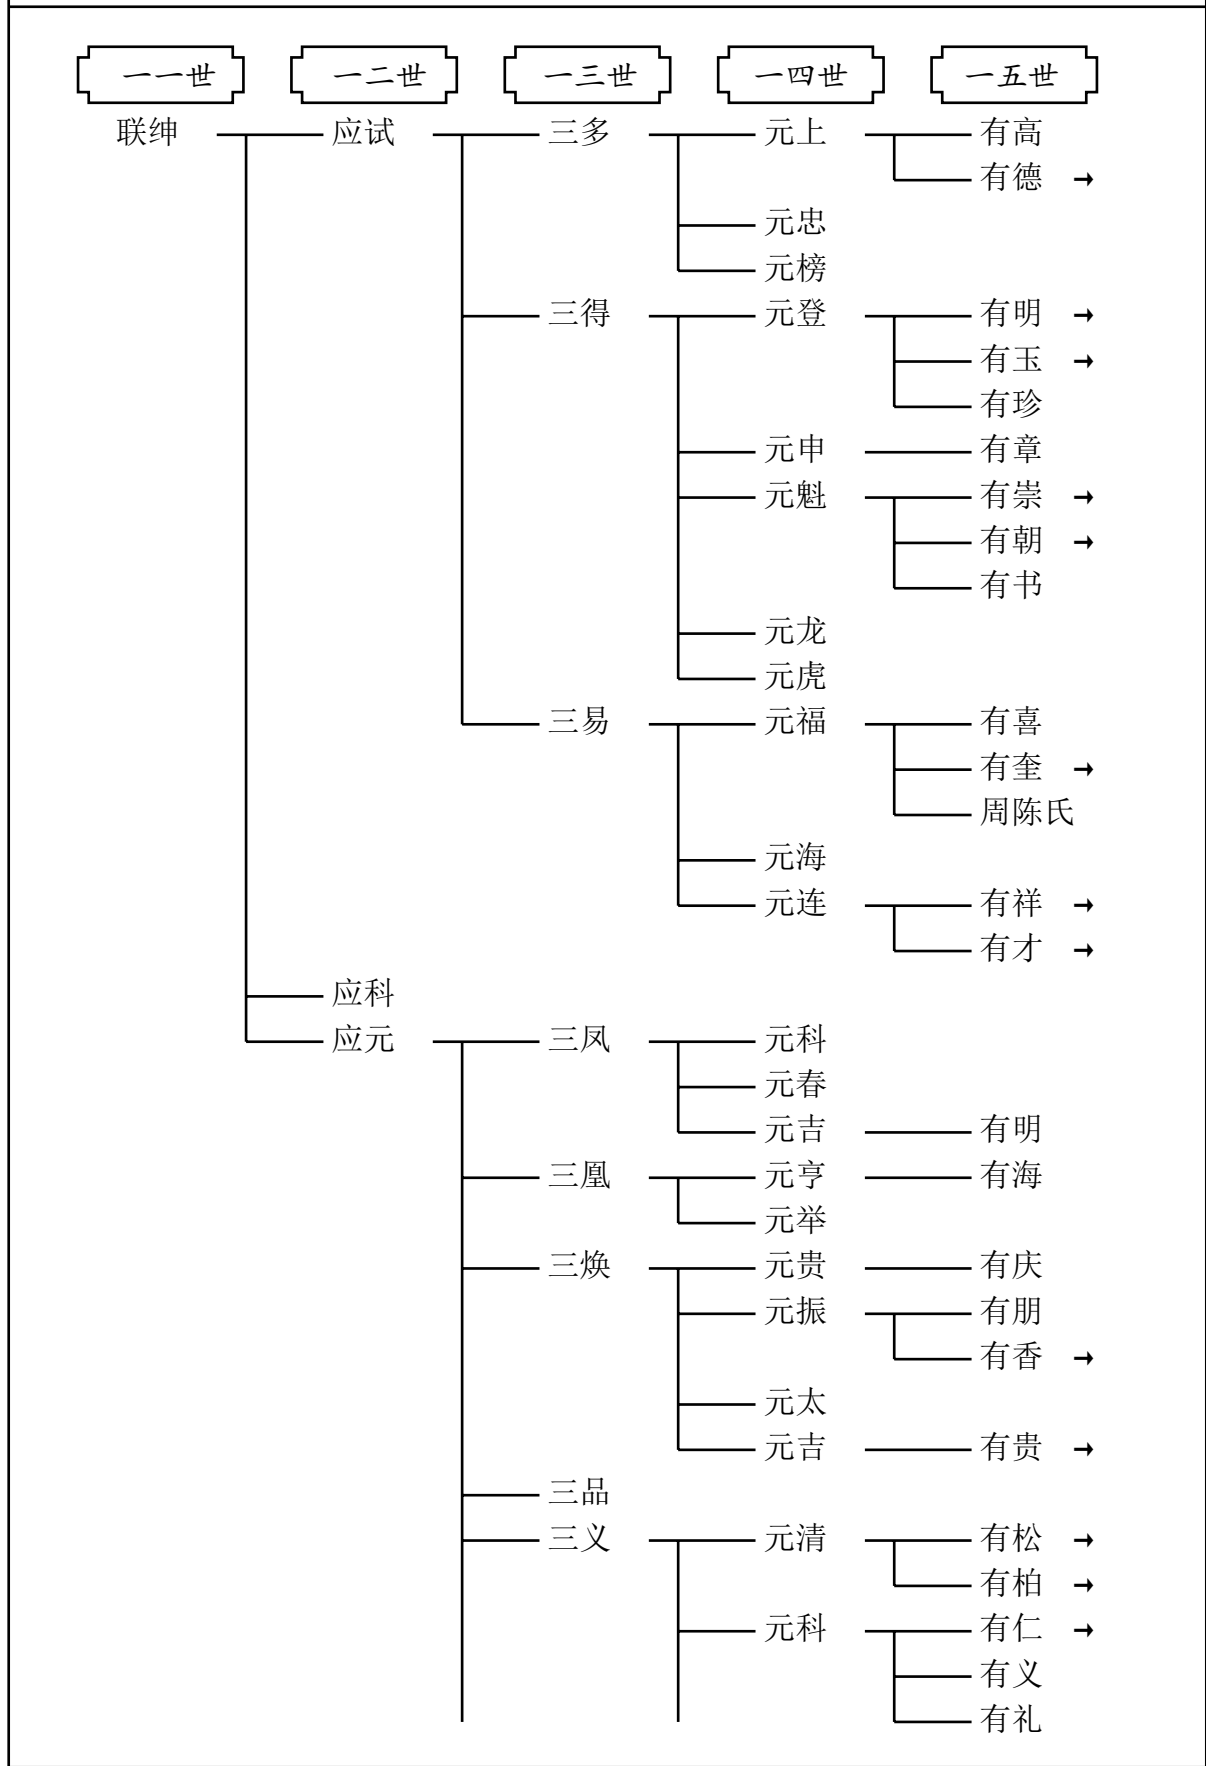 一一世 一二世 一三世 一四世 一五世
联绅 应试 三多 元上 有高
有德 →
元忠
元榜
三得 元登 有明 →
有玉 →
有珍
元申 有章
元魁 有崇 →
有朝 →
有书
元龙
元虎
三易 元福 有喜
有奎 →
周陈氏
元海
元连 有祥 →
有才 →
应科
应元 三凤 元科
元春
元吉 有明
三凰 元亨 有海
元举
三焕 元贵 有庆
元振 有朋
有香 →
元太
元吉 有贵 →
三品
三义 元清 有松 →
有柏 →
元科 有仁 →
有义
有礼